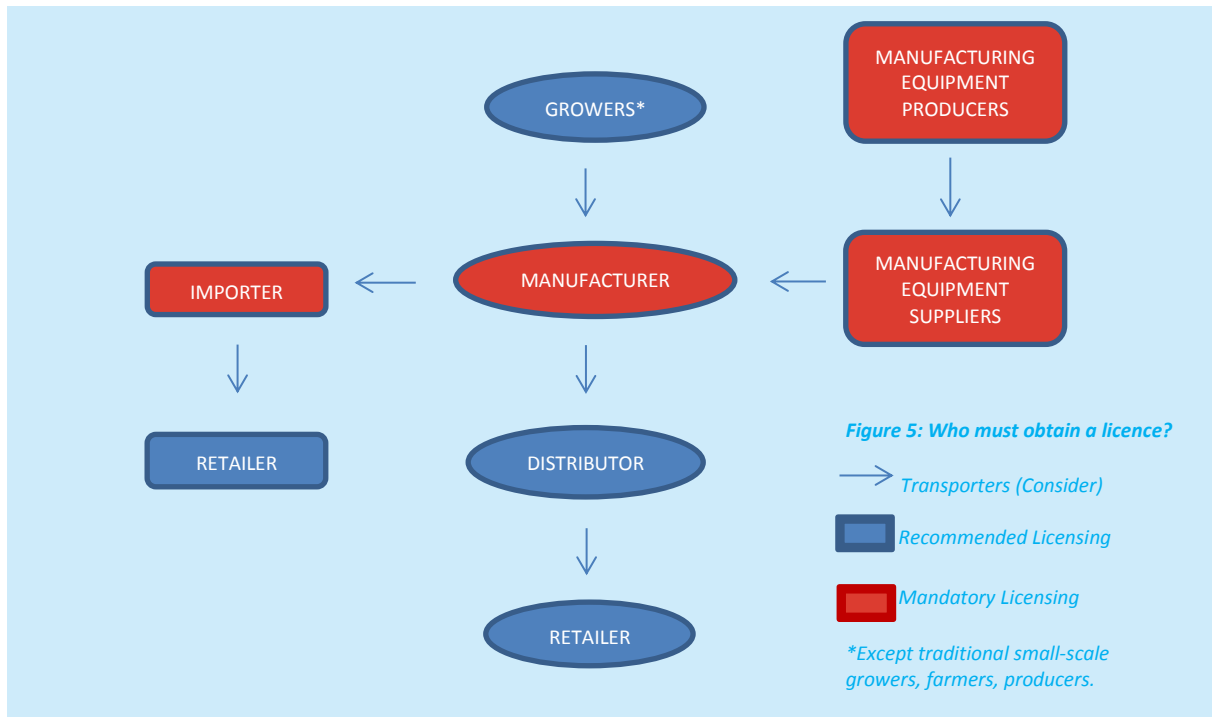 MANUFACTURING
EQUIPMENT
PRODUCERS
GROWERS*
MANUFACTURING
EQUIPMENT
SUPPLIERS
MANUFACTURER
IMPORTER
RETAILER
DISTRIBUTOR
RETAILER
Figure 5: Who must obtain a licence?
Transporters (Consider)
Recommended Licensing
Mandatory Licensing
*Except traditional small-scale
growers, farmers, producers.